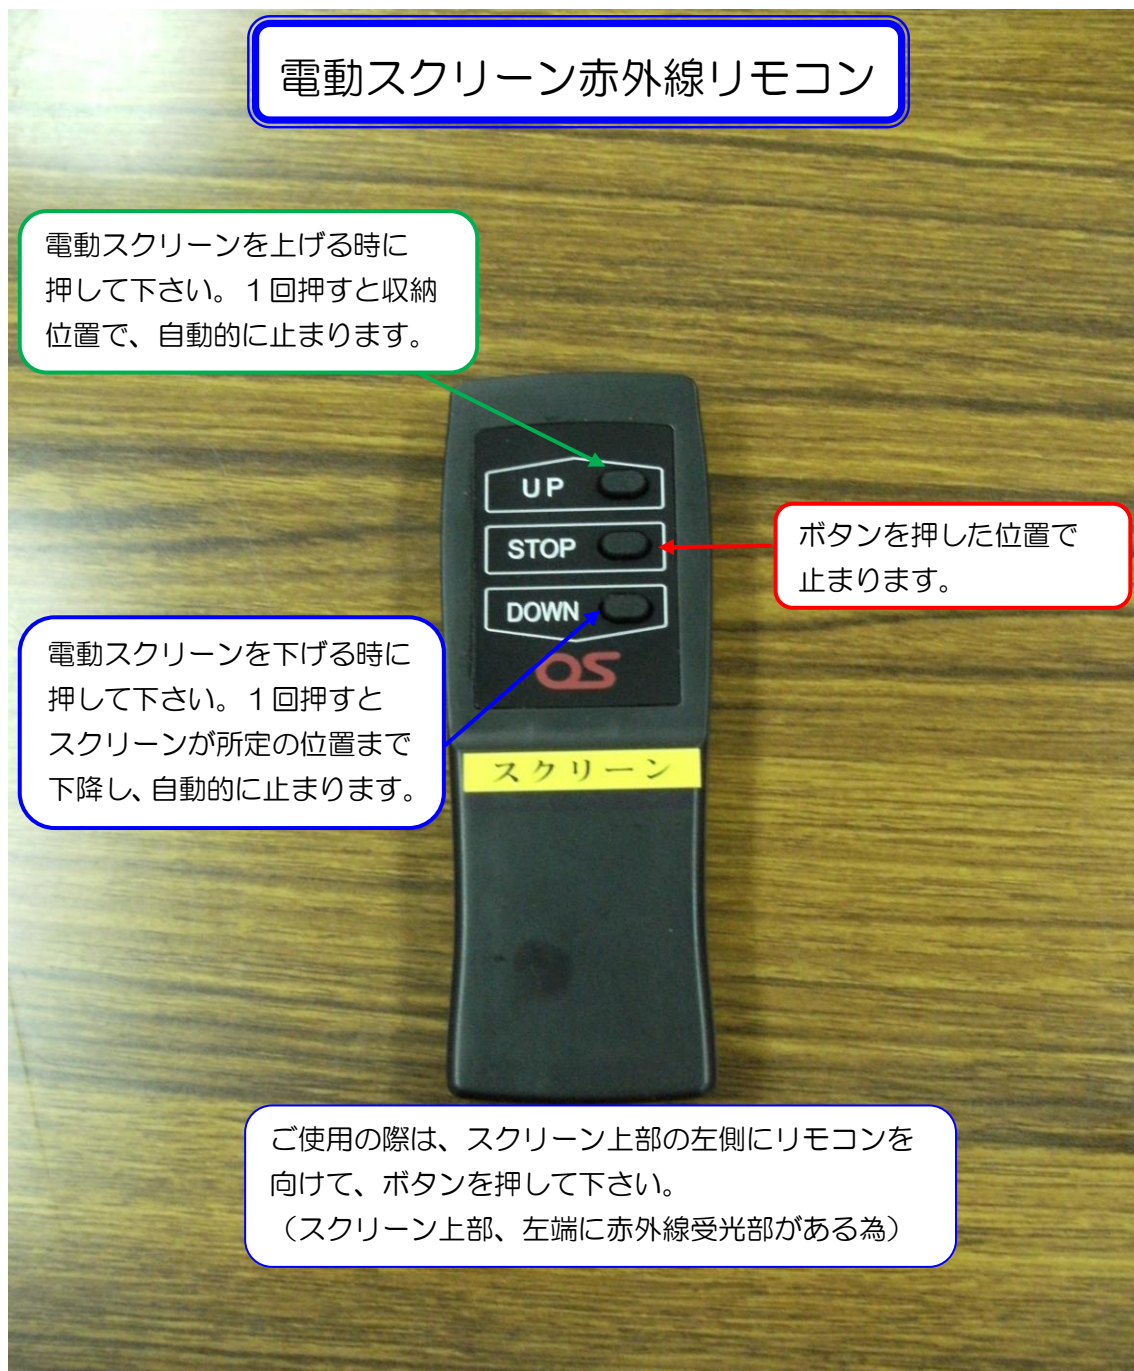 電動スクリーン赤外線リモコン
電動スクリーンを上げる時に
押して下さい。１回押すと収納
位置で、自動的に止まります。
UP
STOP
DOWN
OS
ボタンを押した位置で
止まります。
電動スクリーンを下げる時に
押して下さい。１回押すと
スクリーンが所定の位置まで
下降し、自動的に止まります。
スクリーン
ご使用の際は、スクリーン上部の左側にリモコンを
向けて、ボタンを押して下さい。
（スクリーン上部、左端に赤外線受光部がある為）